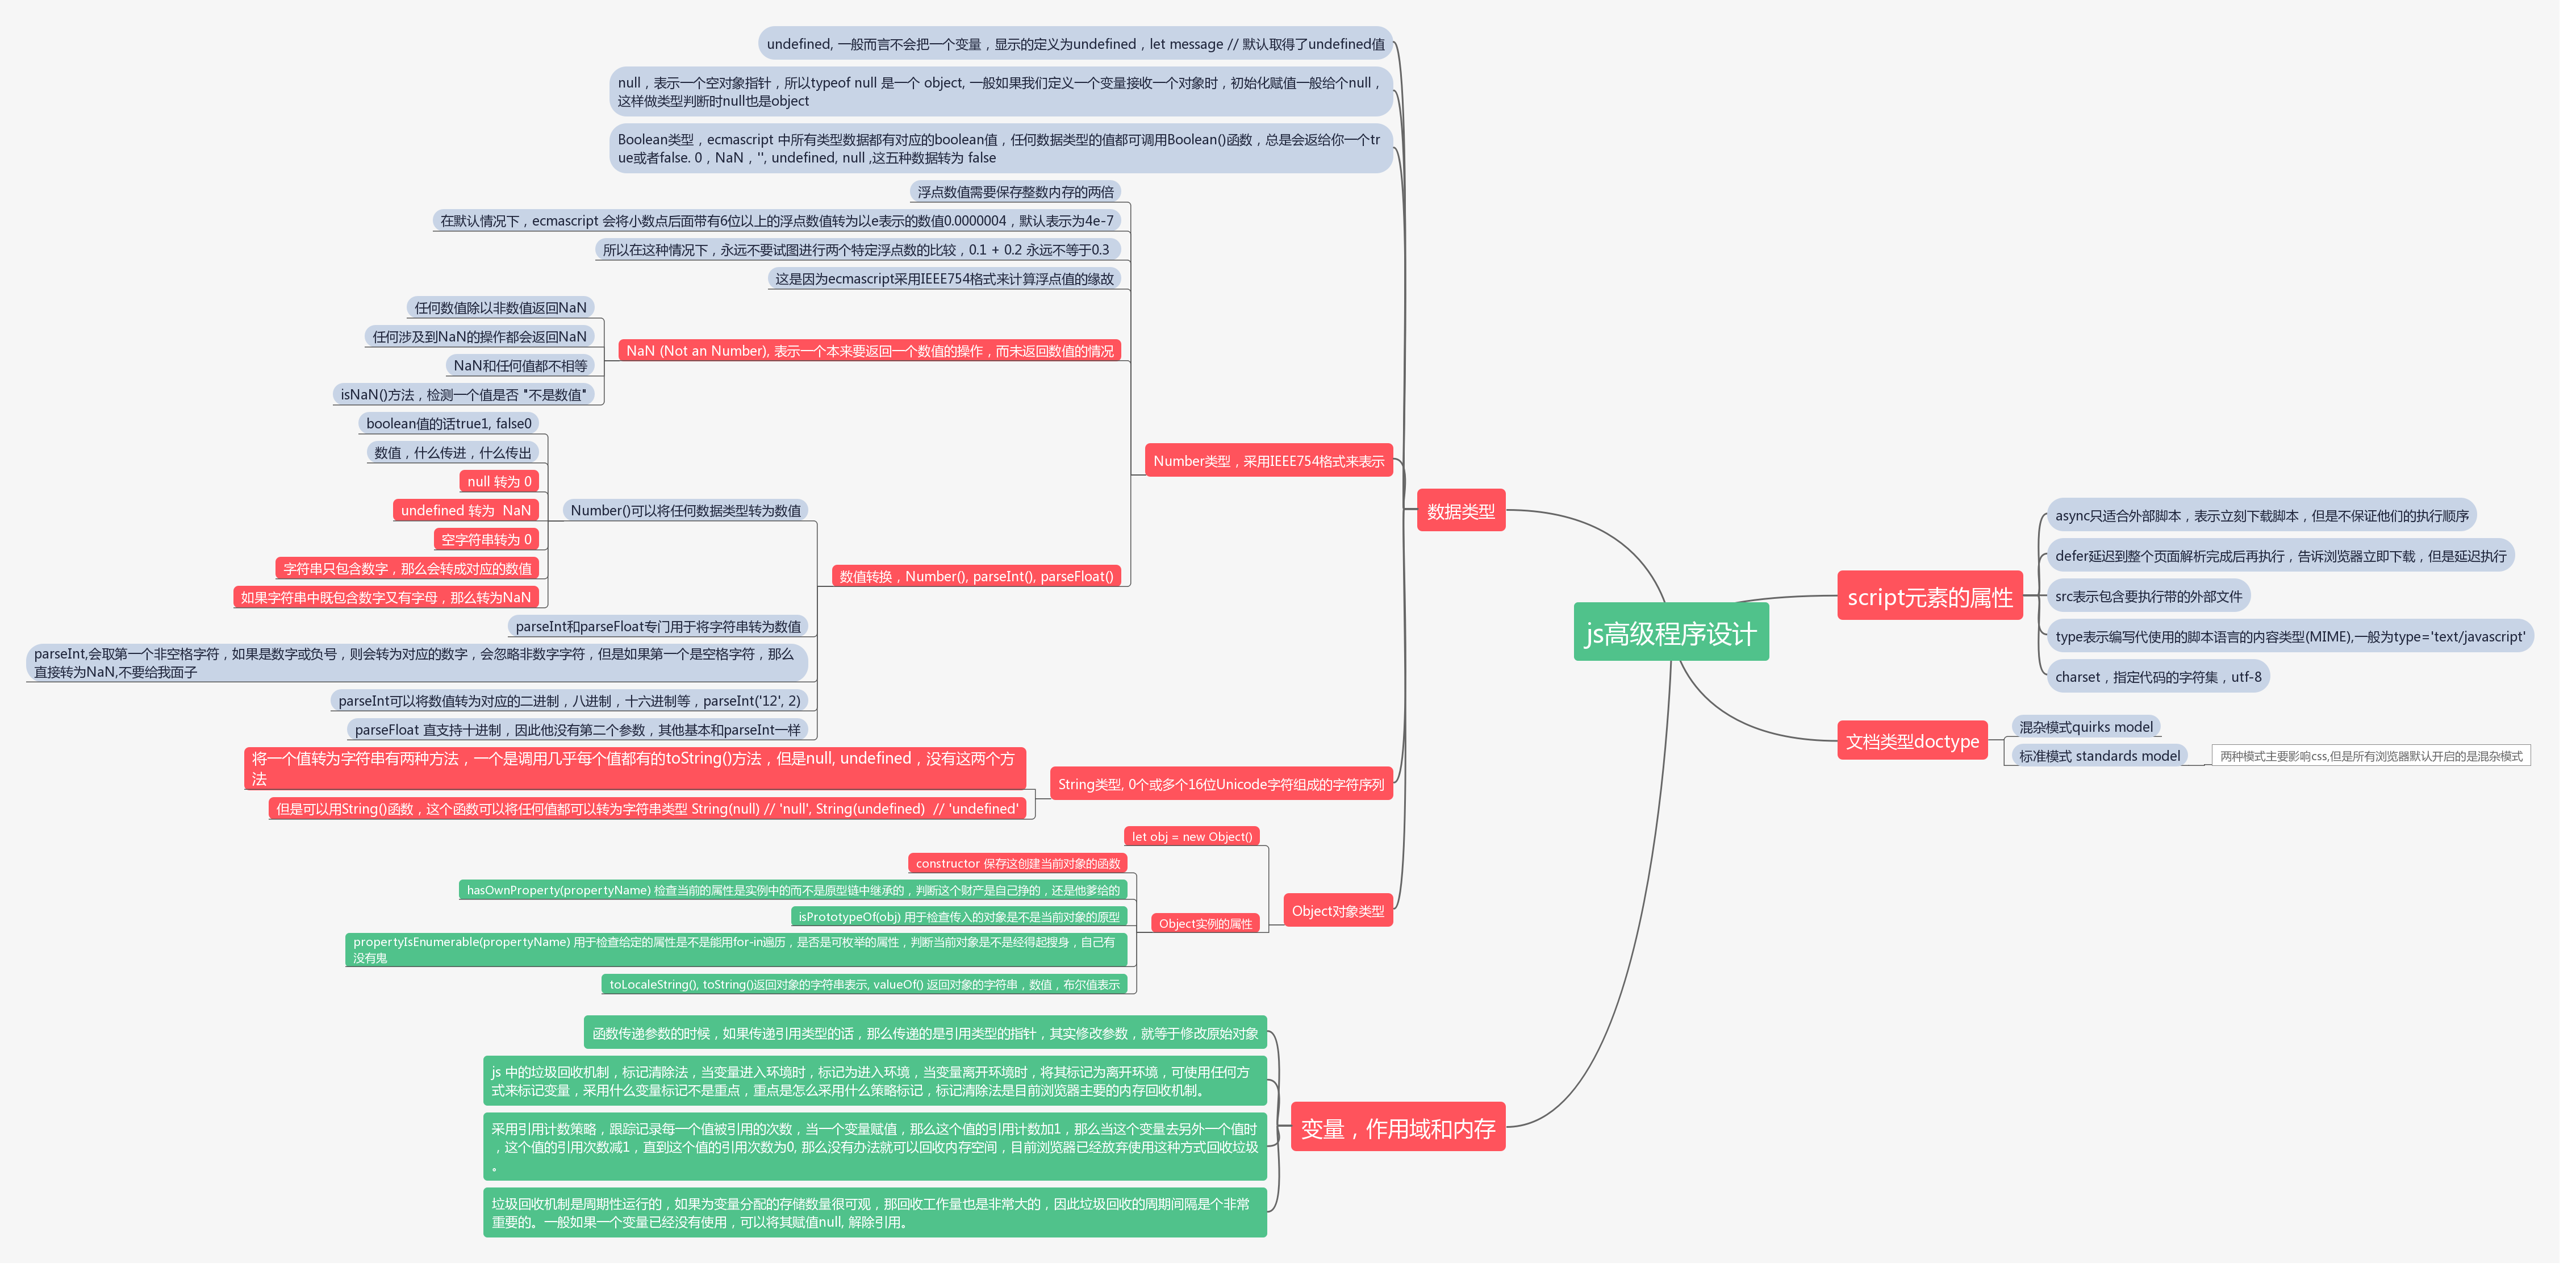 undefined, 一般而言不会把一个变量，显示的定义为undefined，let message // 默认取得了undefined值
null，表示一个空对象指针，所以typeof null 是一个 object, 一般如果我们定义一个变量接收一个对象时，初始化赋值一般给个null，
这样做类型判断时null也是object
Boolean类型，ecmascript 中所有类型数据都有对应的boolean值，任何数据类型的值都可调用Boolean()函数，总是会返给你一个tr
ue或者false. 0，NaN，'', undefined, null ,这五种数据转为 false
浮点数值需要保存整数内存的两倍
在默认情况下，ecmascript 会将小数点后面带有6位以上的浮点数值转为以e表示的数值0.0000004，默认表示为4e-7
所以在这种情况下，永远不要试图进行两个特定浮点数的比较，0.1 + 0.2 永远不等于0.3
这是因为ecmascript采用IEEE754格式来计算浮点值的缘故
任何数值除以非数值返回NaN
任何涉及到NaN的操作都会返回NaN
NaN和任何值都不相等
isNaN()方法，检测一个值是否 "不是数值"
NaN (Not an Number), 表示一个本来要返回一个数值的操作，而未返回数值的情况
boolean值的话true1, false0
数值，什么传进，什么传出
null 转为 0
undefined 转为  NaN
空字符串转为 0
字符串只包含数字，那么会转成对应的数值
如果字符串中既包含数字又有字母，那么转为NaN
Number()可以将任何数据类型转为数值
parseInt和parseFloat专门用于将字符串转为数值
parseInt,会取第一个非空格字符，如果是数字或负号，则会转为对应的数字，会忽略非数字字符，但是如果第一个是空格字符，那么
直接转为NaN,不要给我面子
parseInt可以将数值转为对应的二进制，八进制，十六进制等，parseInt('12', 2)
parseFloat 直支持十进制，因此他没有第二个参数，其他基本和parseInt一样
数值转换，Number(), parseInt(), parseFloat()
Number类型，采用IEEE754格式来表示
将一个值转为字符串有两种方法，一个是调用几乎每个值都有的toString()方法，但是null, undefined，没有这两个方
法
但是可以用String()函数，这个函数可以将任何值都可以转为字符串类型 String(null) // 'null', String(undefined)  // 'undefined'
String类型, 0个或多个16位Unicode字符组成的字符序列
let obj = new Object()
constructor 保存这创建当前对象的函数
hasOwnProperty(propertyName) 检查当前的属性是实例中的而不是原型链中继承的，判断这个财产是自己挣的，还是他爹给的
isPrototypeOf(obj) 用于检查传入的对象是不是当前对象的原型
propertyIsEnumerable(propertyName) 用于检查给定的属性是不是能用for-in遍历，是否是可枚举的属性，判断当前对象是不是经得起搜身，自己有
没有鬼
toLocaleString(), toString()返回对象的字符串表示, valueOf() 返回对象的字符串，数值，布尔值表示
Object实例的属性
Object对象类型
数据类型
函数传递参数的时候，如果传递引用类型的话，那么传递的是引用类型的指针，其实修改参数，就等于修改原始对象
js 中的垃圾回收机制，标记清除法，当变量进入环境时，标记为进入环境，当变量离开环境时，将其标记为离开环境，可使用任何方
式来标记变量，采用什么变量标记不是重点，重点是怎么采用什么策略标记，标记清除法是目前浏览器主要的内存回收机制。
采用引用计数策略，跟踪记录每一个值被引用的次数，当一个变量赋值，那么这个值的引用计数加1，那么当这个变量去另外一个值时
，这个值的引用次数减1，直到这个值的引用次数为0, 那么没有办法就可以回收内存空间，目前浏览器已经放弃使用这种方式回收垃圾
。
垃圾回收机制是周期性运行的，如果为变量分配的存储数量很可观，那回收工作量也是非常大的，因此垃圾回收的周期间隔是个非常
重要的。一般如果一个变量已经没有使用，可以将其赋值null, 解除引用。
变量，作用域和内存
js高级程序设计
script元素的属性
async只适合外部脚本，表示立刻下载脚本，但是不保证他们的执行顺序
defer延迟到整个页面解析完成后再执行，告诉浏览器立即下载，但是延迟执行
src表示包含要执行带的外部文件
type表示编写代使用的脚本语言的内容类型(MIME),一般为type='text/javascript'
charset，指定代码的字符集，utf-8
文档类型doctype
混杂模式quirks model
标准模式 standards model
两种模式主要影响css,但是所有浏览器默认开启的是混杂模式